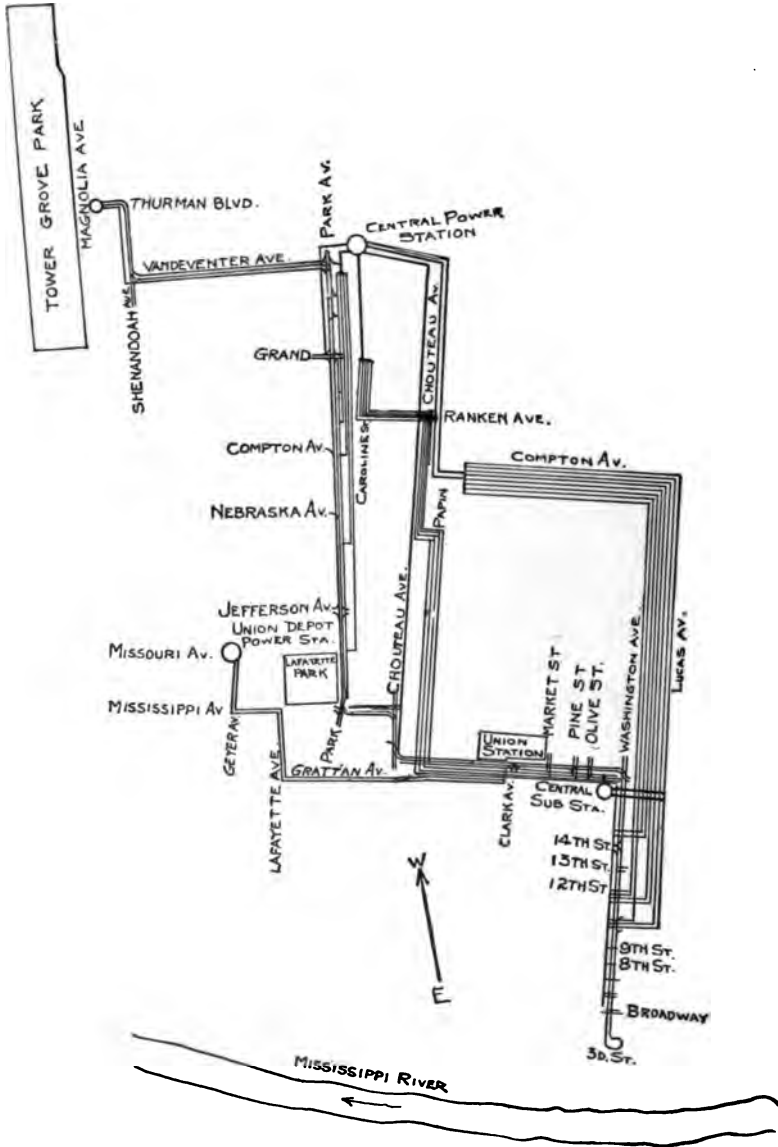 TOWER GROVE PARK
MAGNOLIA AVE.
THURMAN BLVD.
PARK AV.
CENTRAL POWER
STATION
VANDEVENTER AVE.
SHENANDOAH AVE
CHOUTEAU AV.
GRAND
RANKEN AVE.
COMPTON AV.
COMPTON AV.
CAROLINE ST.
NEBRASKA AV.
PAPIN
JEFFERSON AV.
UNION DEPOT
POWER STA.
CHOUTEAU AVE.
MISSOURI AV.
LAFAYETTE
PARK
LUCAS AV.
MISSISSIPPI AV
GEYER AV.
PARK
MARKET ST
PINE ST
OLIVE ST.
WASHINGTON AVE.
UNION
STATION
LAFAYETTE AVE.
GRATTAN AV.
CLARK AV.
CENTRAL
SUB STA.
14TH ST.
13TH ST.
12TH ST
W
E
9TH ST.
8TH ST.
BROADWAY
3D. ST.
MISSISSIPPI RIVER